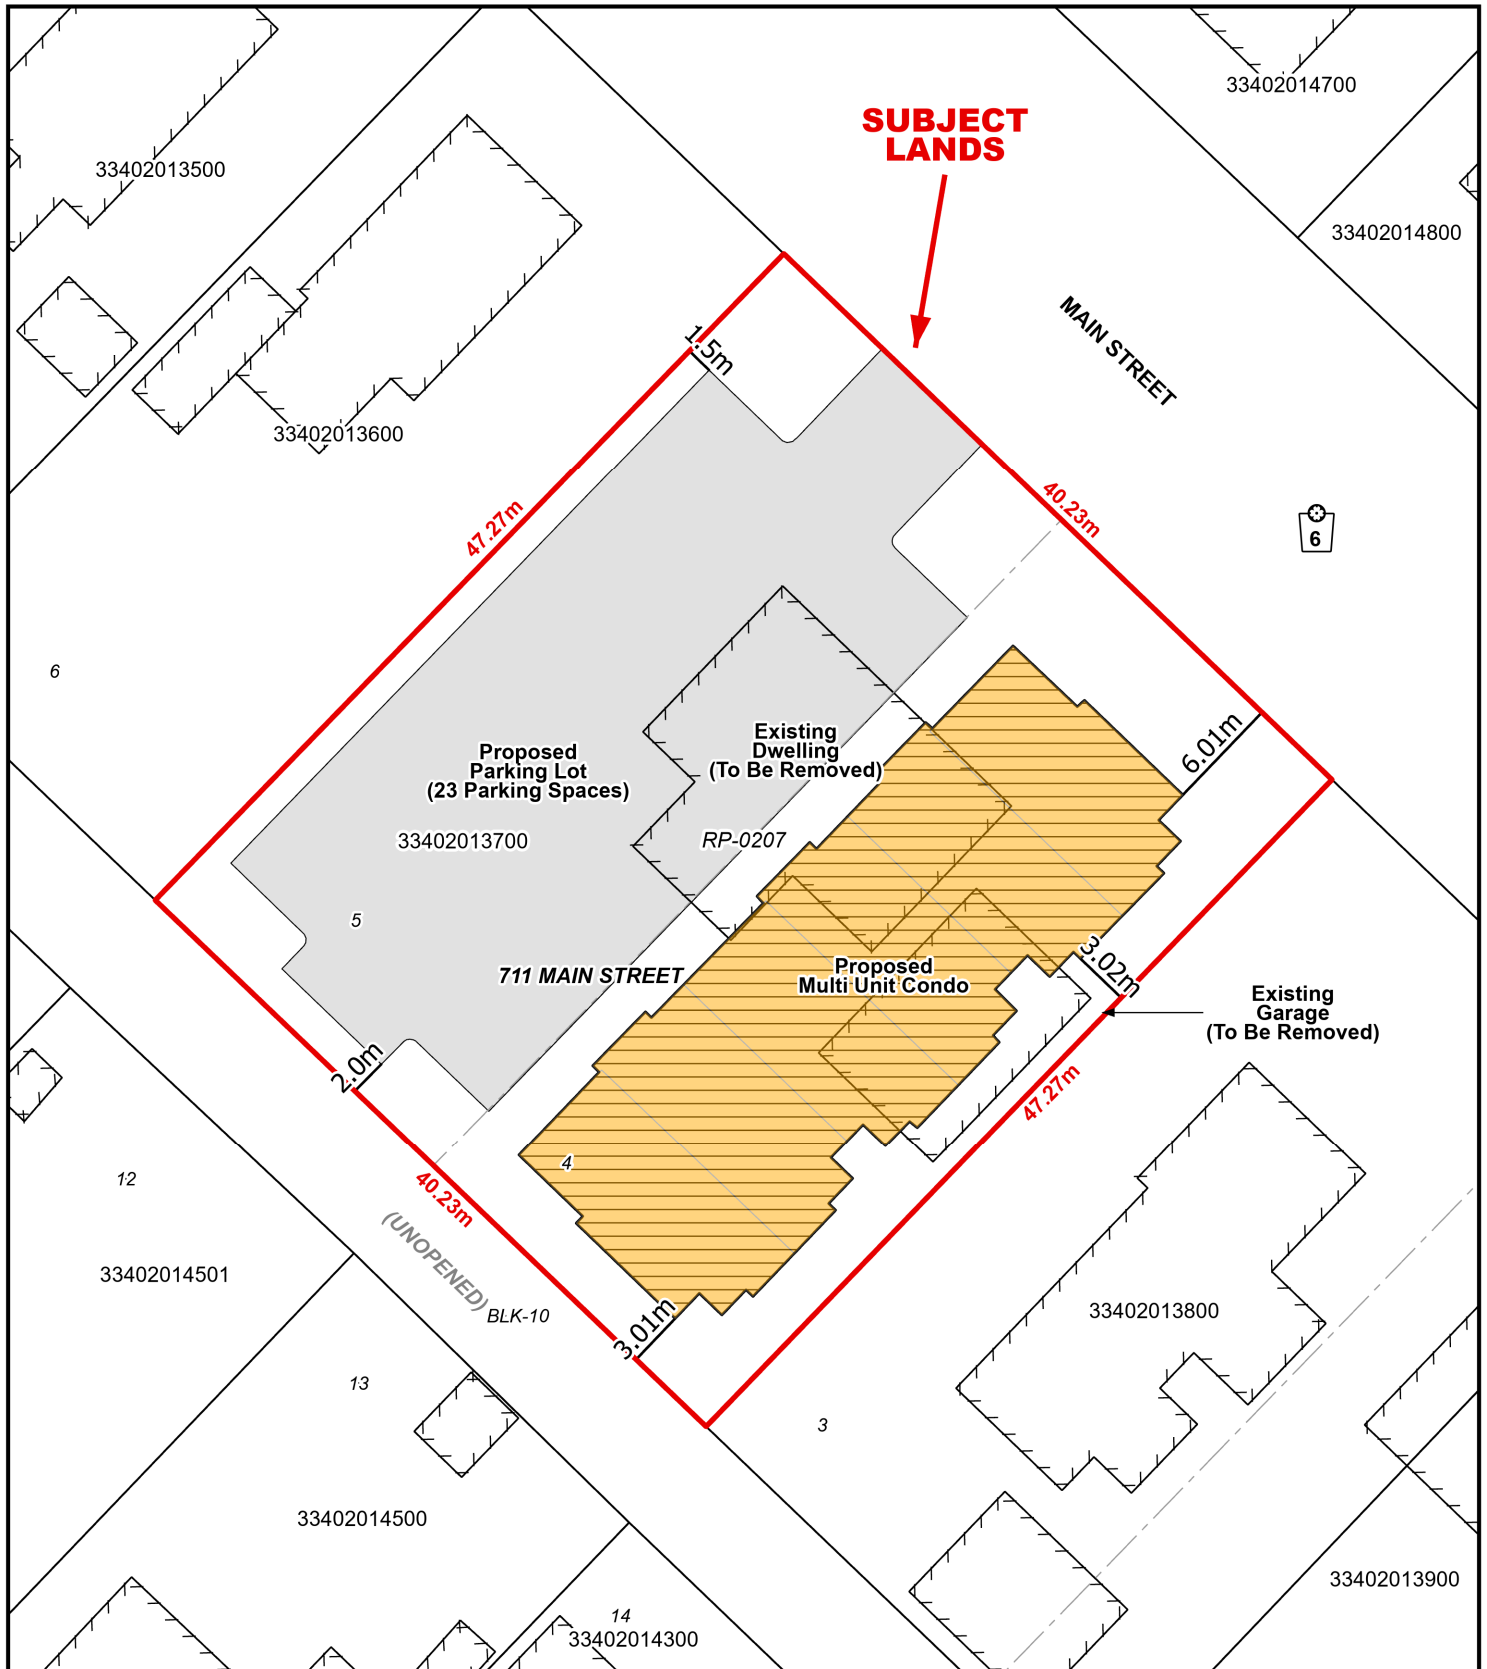 33402014700
SUBJECT
LANDS
33402013500
33402014800
MAIN STREET
1.5m
33402013600
40.23m
47.27m
6
6
6.01m
Existing
Dwelling
(To Be Removed)
Proposed
Parking Lot
(23 Parking Spaces)
33402013700
RP-0207
5
711 MAIN STREET
Proposed
Multi Unit Condo
3.02m
Existing
Garage
(To Be Removed)
2.0m
47.27m
4
12
40.23m
(UNOPENED)
33402014501
BLK-10
3.01m
33402013800
13
3
33402014500
33402013900
14
33402014300